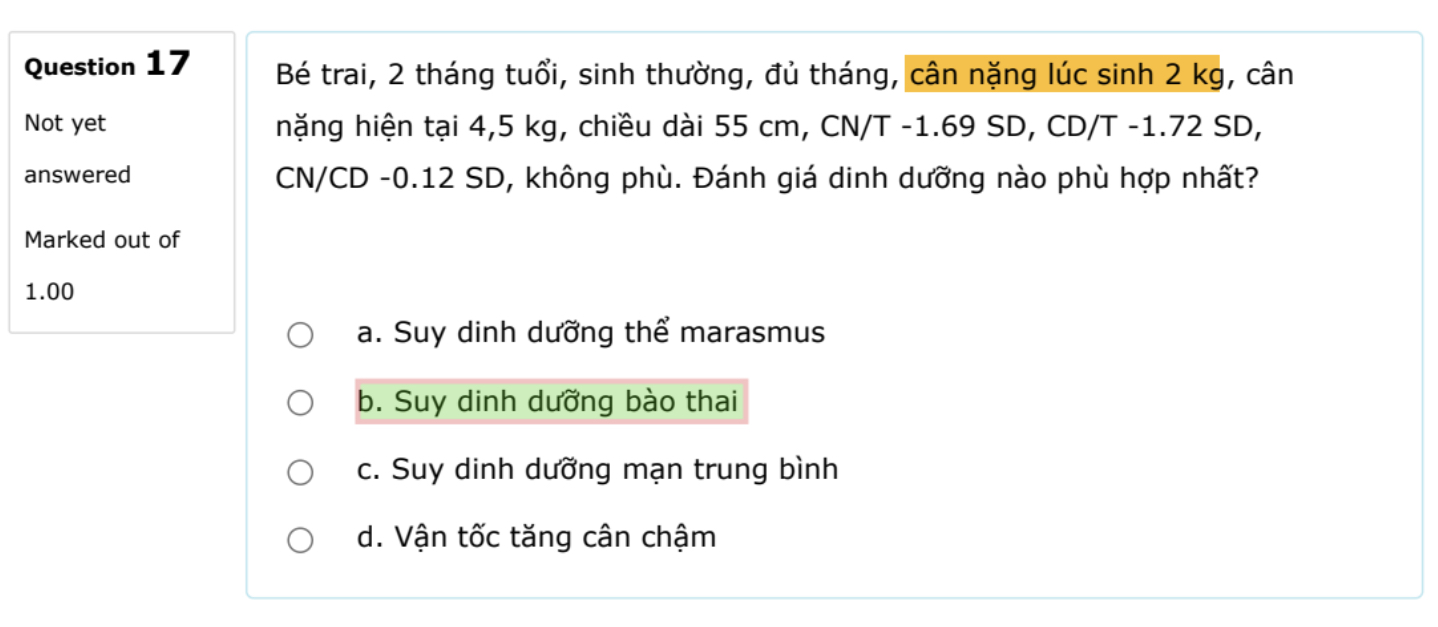 Question 17
Not yet
answered
Marked out of
1.00
Bé trai, 2 tháng tuổi, sinh thường, đủ tháng, cân nặng lúc sinh 2 kg, cân
nặng hiện tại 4,5 kg, chiều dài 55 cm, CN/T -1.69 SD, CD/T -1.72 SD,
CN/CD -0.12 SD, không phù. Đánh giá dinh dưỡng nào phù hợp nhất?
a. Suy dinh dưỡng thể marasmus
b. Suy dinh dưỡng bào thai
c. Suy dinh dưỡng mạn trung bình
d. Vận tốc tăng cân chậm